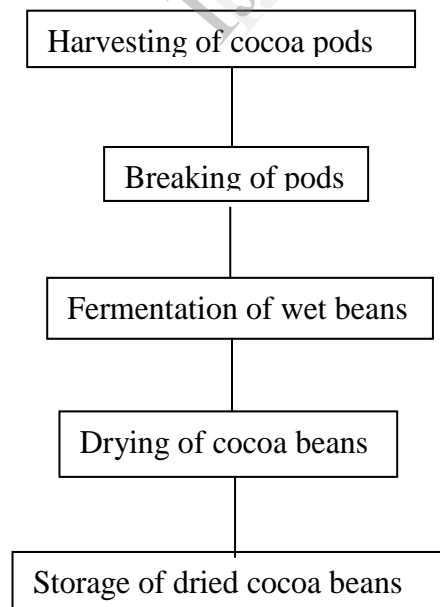 Harvesting of cocoa pods
Breaking of pods
Fermentation of wet beans
Drying of cocoa beans
Storage of dried cocoa beans